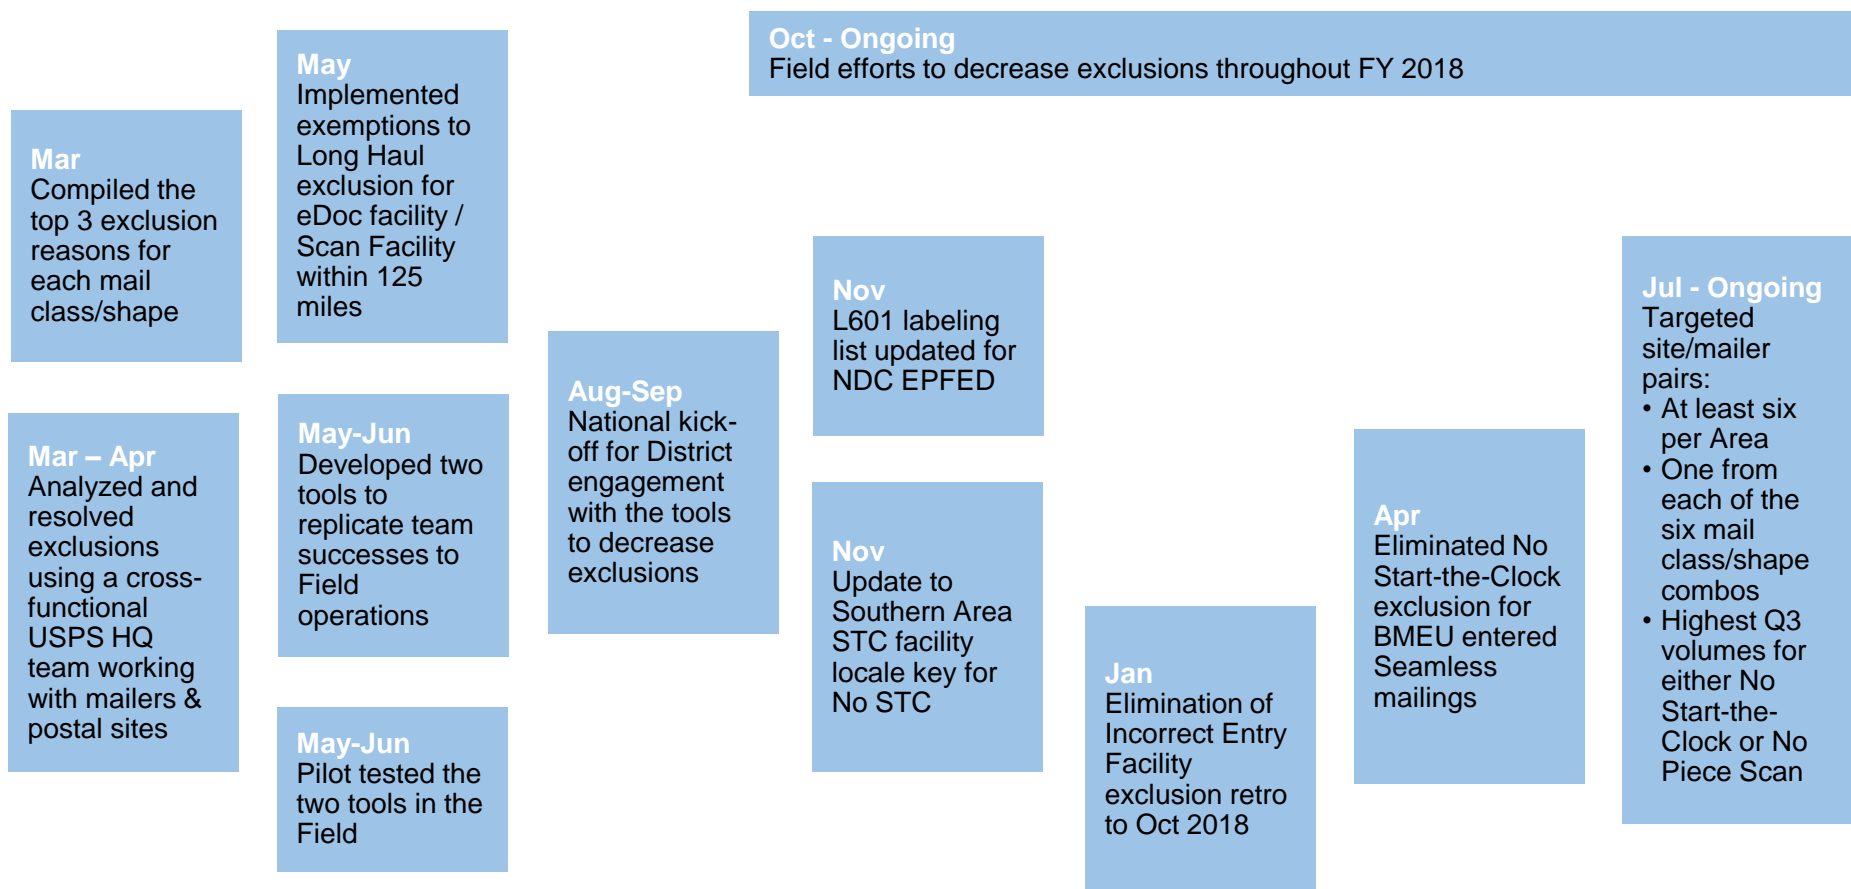 Mar
Compiled the
top 3 exclusion
reasons for
each mail
class/shape
Mar – Apr
Analyzed and
resolved
exclusions
using a cross-
functional
USPS HQ
team working
with mailers &
postal sites
May
Implemented
exemptions to
Long Haul
exclusion for
eDoc facility /
Scan Facility
within 125
miles
May-Jun
Developed two
tools to
replicate team
successes to
Field
operations
May-Jun
Pilot tested the
two tools in the
Field
Aug-Sep
National kick-
off for District
engagement
with the tools
to decrease
exclusions
Oct - Ongoing
Field efforts to decrease exclusions throughout FY 2018
Nov
L601 labeling
list updated for
NDC EPFED
Nov
Update to
Southern Area
STC facility
locale key for
No STC
Jan
Elimination of
Incorrect Entry
Facility
exclusion retro
to Oct 2018
Apr
Eliminated No
Start-the-Clock
exclusion for
BMEU entered
Seamless
mailings
Jul - Ongoing
Targeted
site/mailer
pairs:
• At least six
per Area
• One from
each of the
six mail
class/shape
combos
• Highest Q3
volumes for
either No
Start-the-
Clock or No
Piece Scan